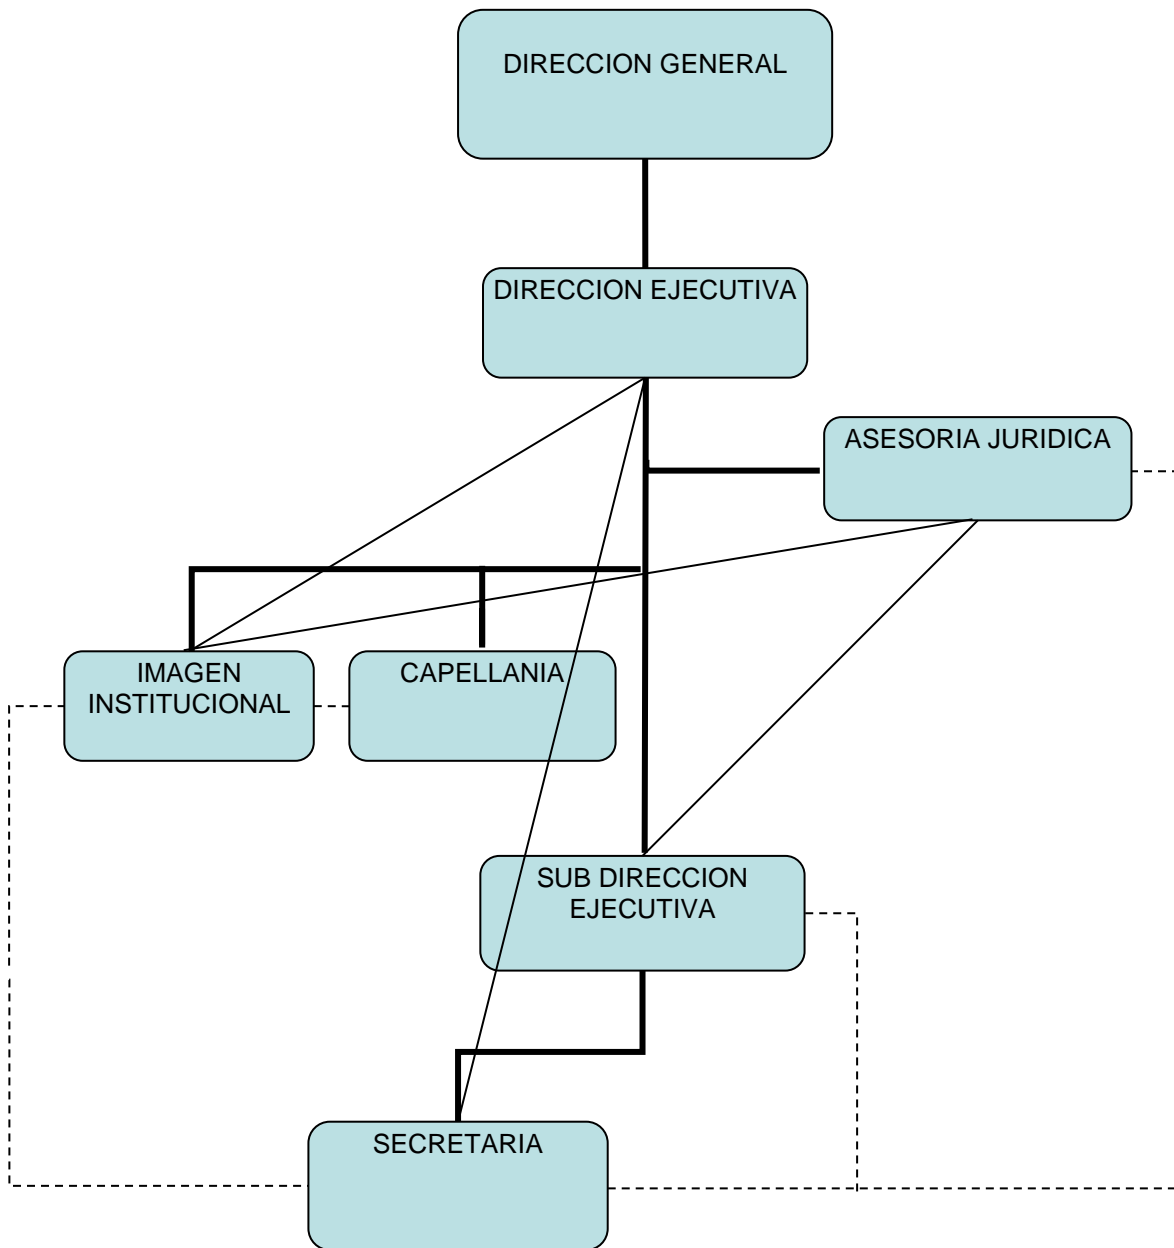 DIRECCION GENERAL
DIRECCION EJECUTIVA
ASESORIA JURIDICA
IMAGEN
INSTITUCIONAL
CAPELLANIA
SUB DIRECCION
EJECUTIVA
SECRETARIA